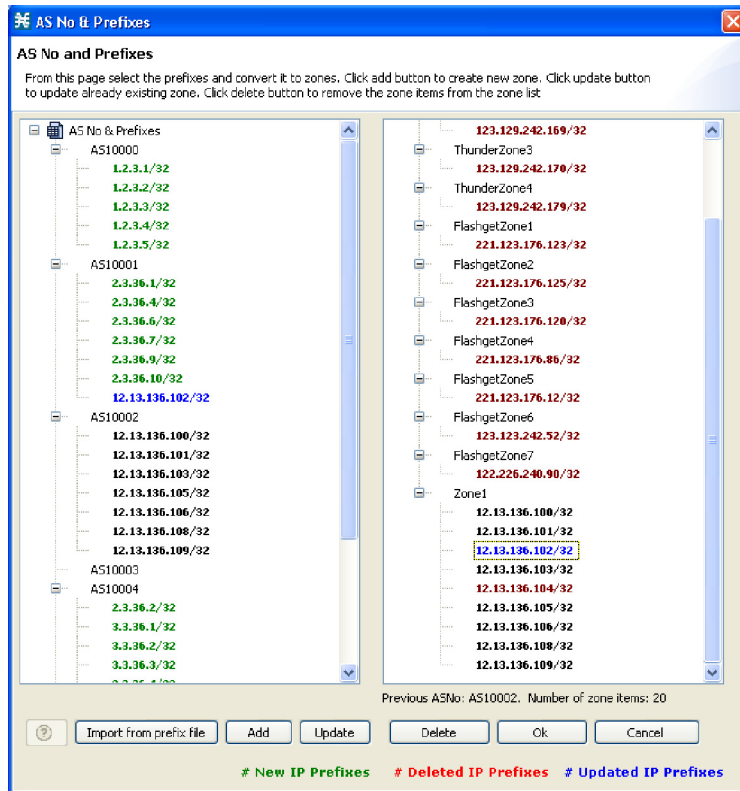 AS No & Prefixes
AS No and Prefixes
From this page select the prefixes and convert it to zones. Click add button to create new zone. Click update button
to update already existing zone. Click delete button to remove the zone items from the zone list
AS No & Prefixes
AS10000
1.2.3.1/32
1.2.3.2/32
1.2.3.3/32
1.2.3.4/32
1.2.3.5/32
AS10001
2.3.36.1/32
2.3.36.4/32
2.3.36.6/32
2.3.36.7/32
2.3.36.9/32
2.3.36.10/32
12.13.136.102/32
AS10002
12.13.136.100/32
12.13.136.101/32
12.13.136.103/32
12.13.136.105/32
12.13.136.106/32
12.13.136.108/32
12.13.136.109/32
AS10003
AS10004
2.3.36.2/32
3.3.36.1/32
3.3.36.2/32
3.3.36.3/32
123.129.242.169/32
ThunderZone3
123.129.242.170/32
ThunderZone4
123.129.242.179/32
FlashgetZone1
221.123.176.123/32
FlashgetZone2
221.123.176.125/32
FlashgetZone3
221.123.176.120/32
FlashgetZone4
221.123.176.86/32
FlashgetZone5
221.123.176.12/32
FlashgetZone6
123.123.242.52/32
FlashgetZone7
122.226.240.90/32
Zone1
12.13.136.100/32
12.13.136.101/32
12.13.136.102/32
12.13.136.103/32
12.13.136.104/32
12.13.136.105/32
12.13.136.106/32
12.13.136.108/32
12.13.136.109/32
Previous ASNo: AS10002. Number of zone items: 20
? Import from prefix file Add Update Delete Ok Cancel
# New IP Prefixes # Deleted IP Prefixes # Updated IP Prefixes